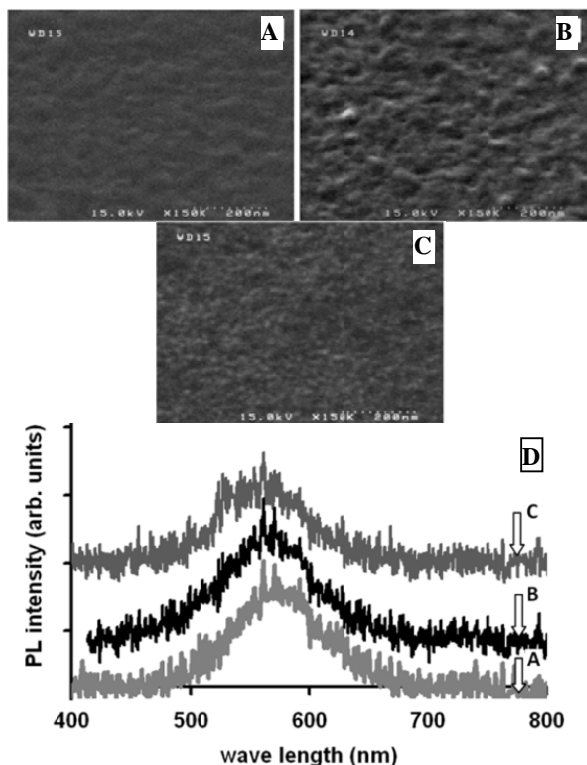 WD15
A
15.0kV X150K 200nm
WD14
B
15.0kV X150K 200nm
WD15
C
15.0kV X150K 200nm
D
PL intensity (arb. units)
C
B
A
400 500 600 700 800
wave length (nm)